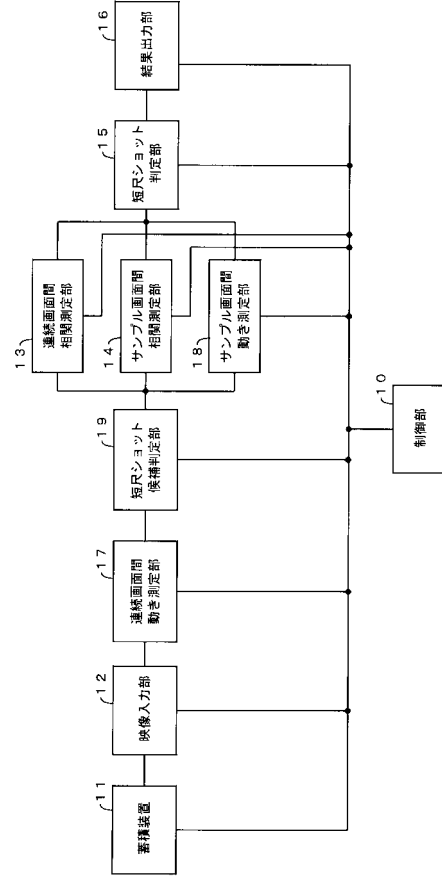 １１
蓄積装置
１２
映像入力部
１７
連続画面間
動き測定部
１９
短尺ショット
候補判定部
１３
連続画面間
相関測定部
１４
サンプル画面間
相関測定部
１８
サンプル画面間
動き測定部
１５
短尺ショット
判定部
１６
結果出力部
１０
制御部